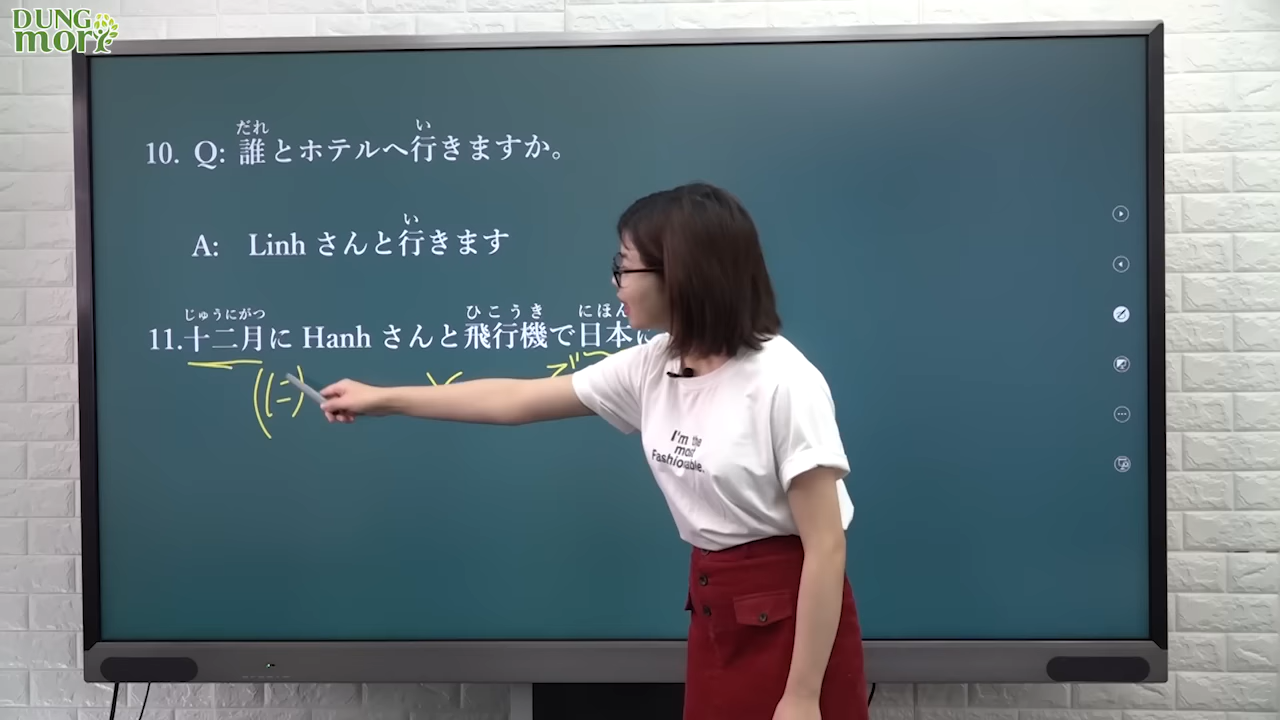 DUNG
mori
だれ い
10. Q: 誰とホテルへ行きますか。
い
A: Linh さんと行きます
じゅうにがつ ひこうき にほん
11.十二月に Hanh さんと飛行機で日本に
((に)
で
I'm the
most
Fashionable.